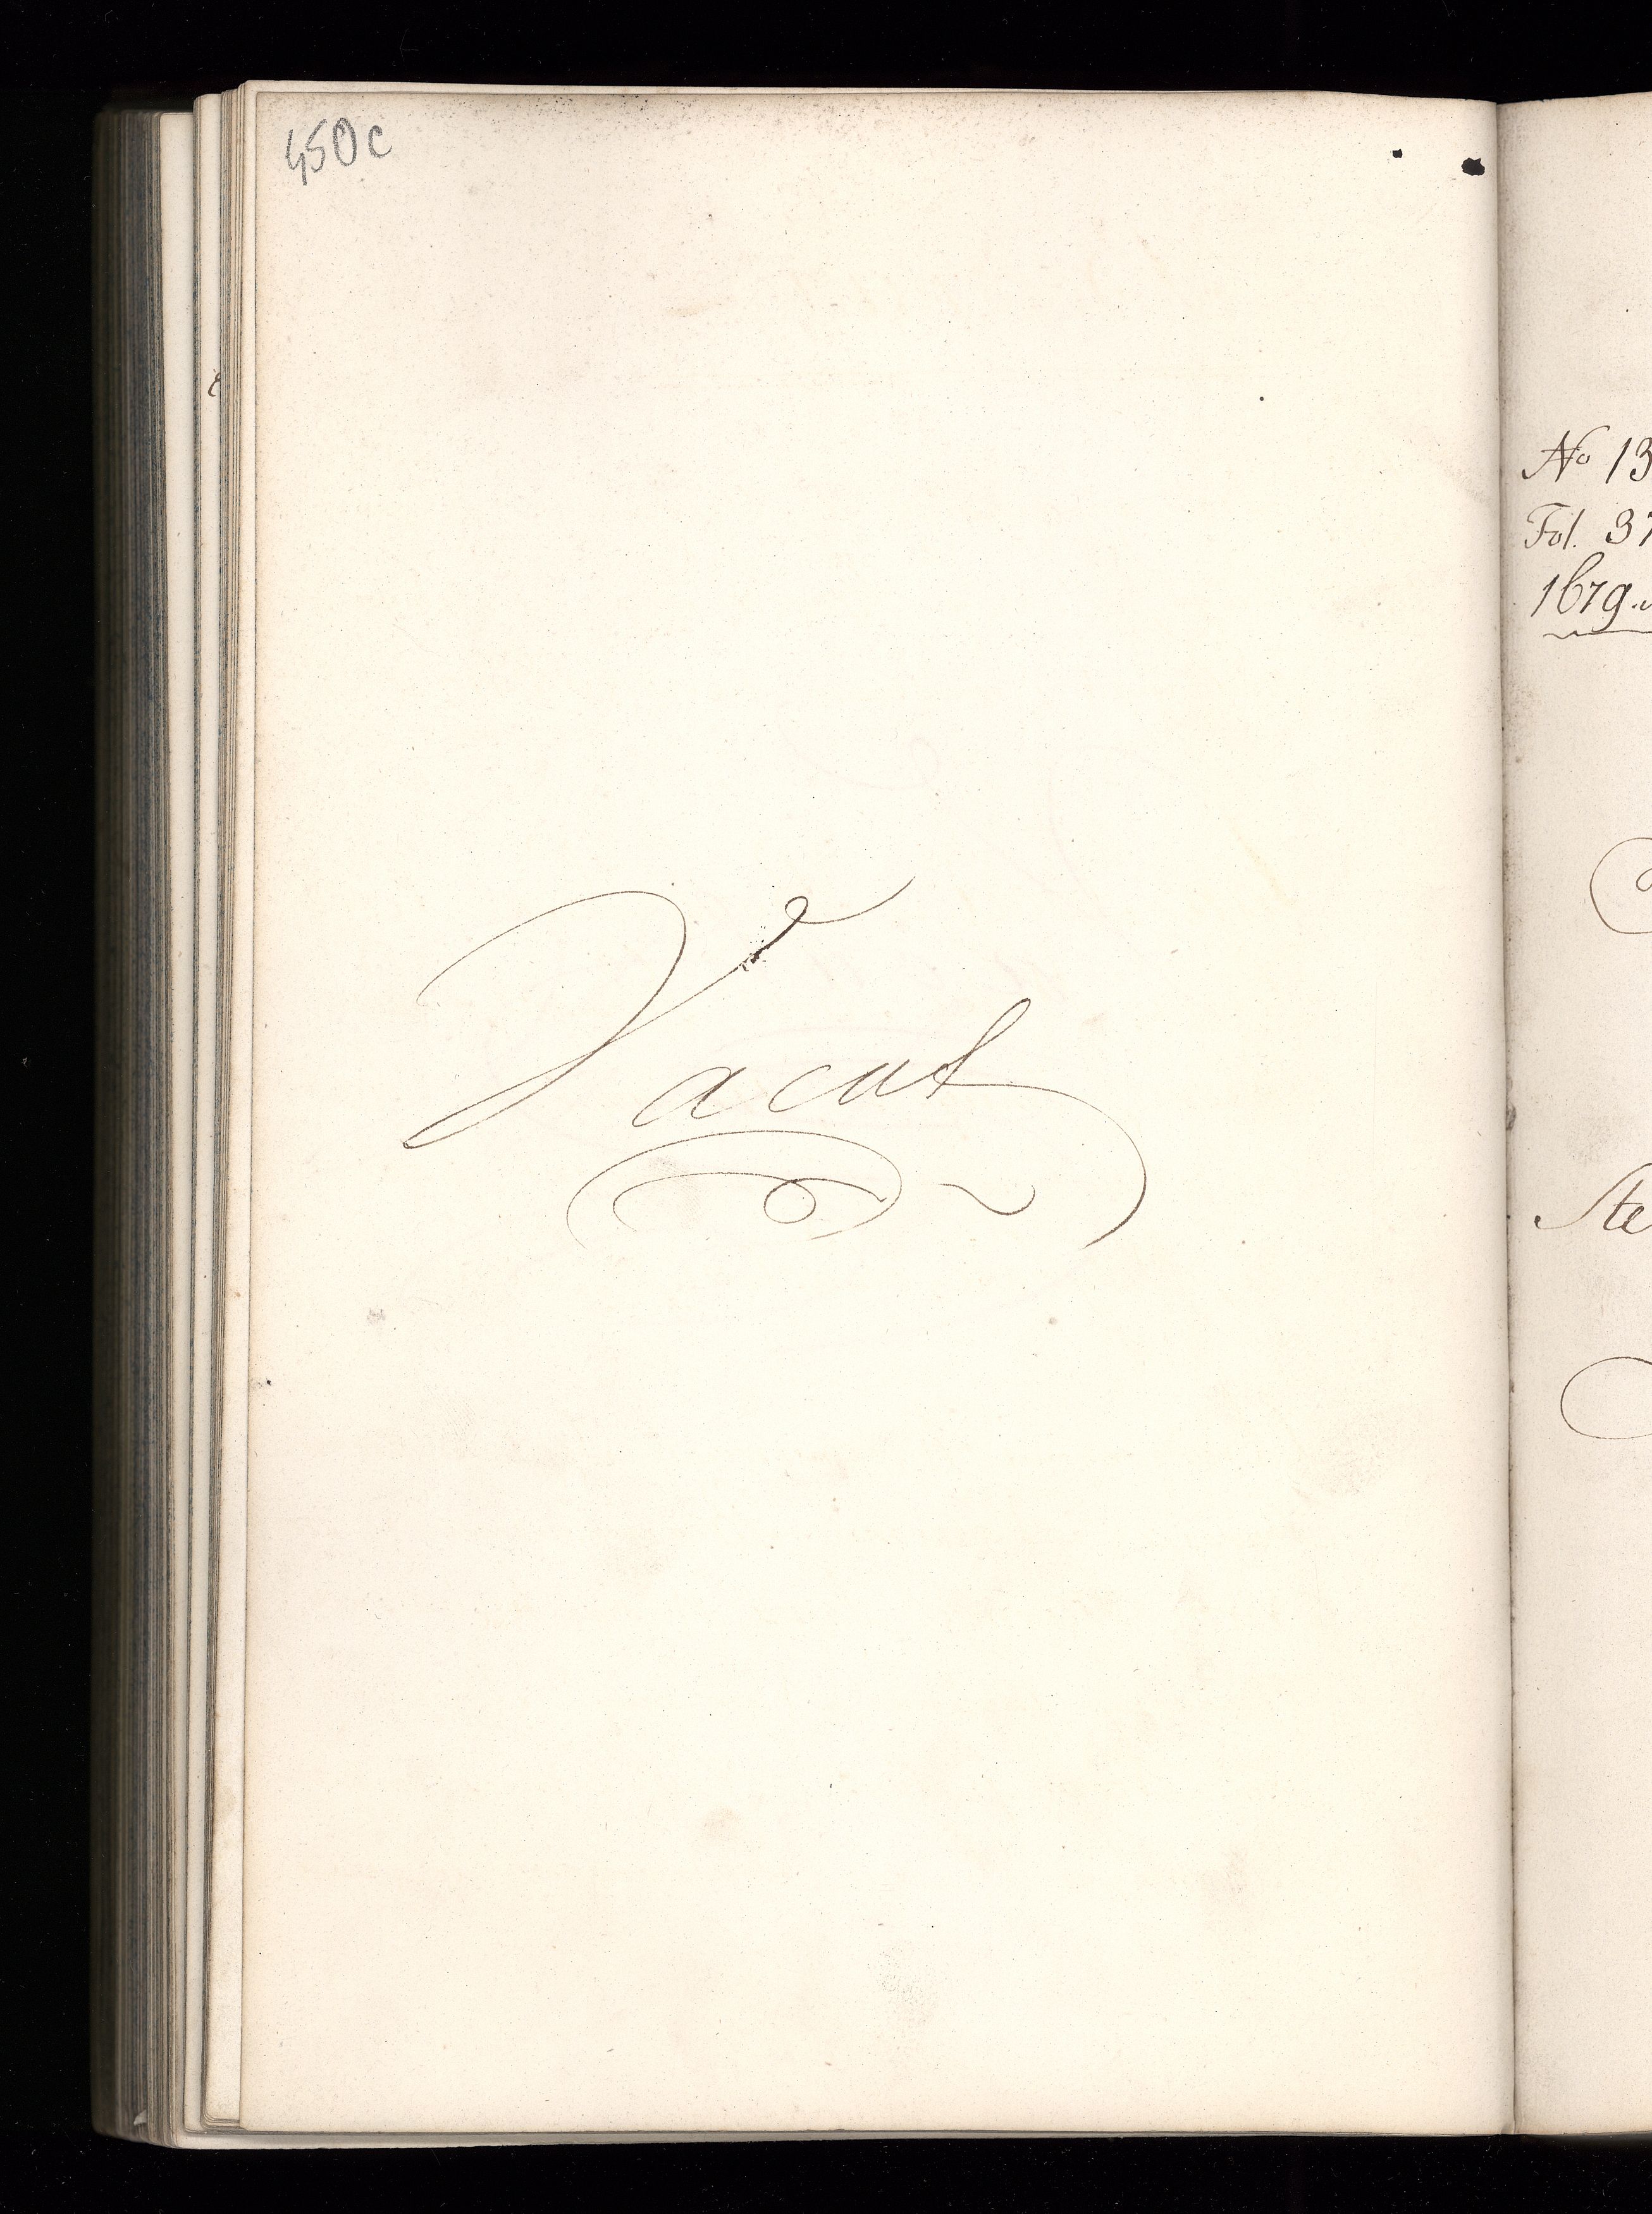 450c
Vacat
No 13
Fol. 37
1679.
Ste